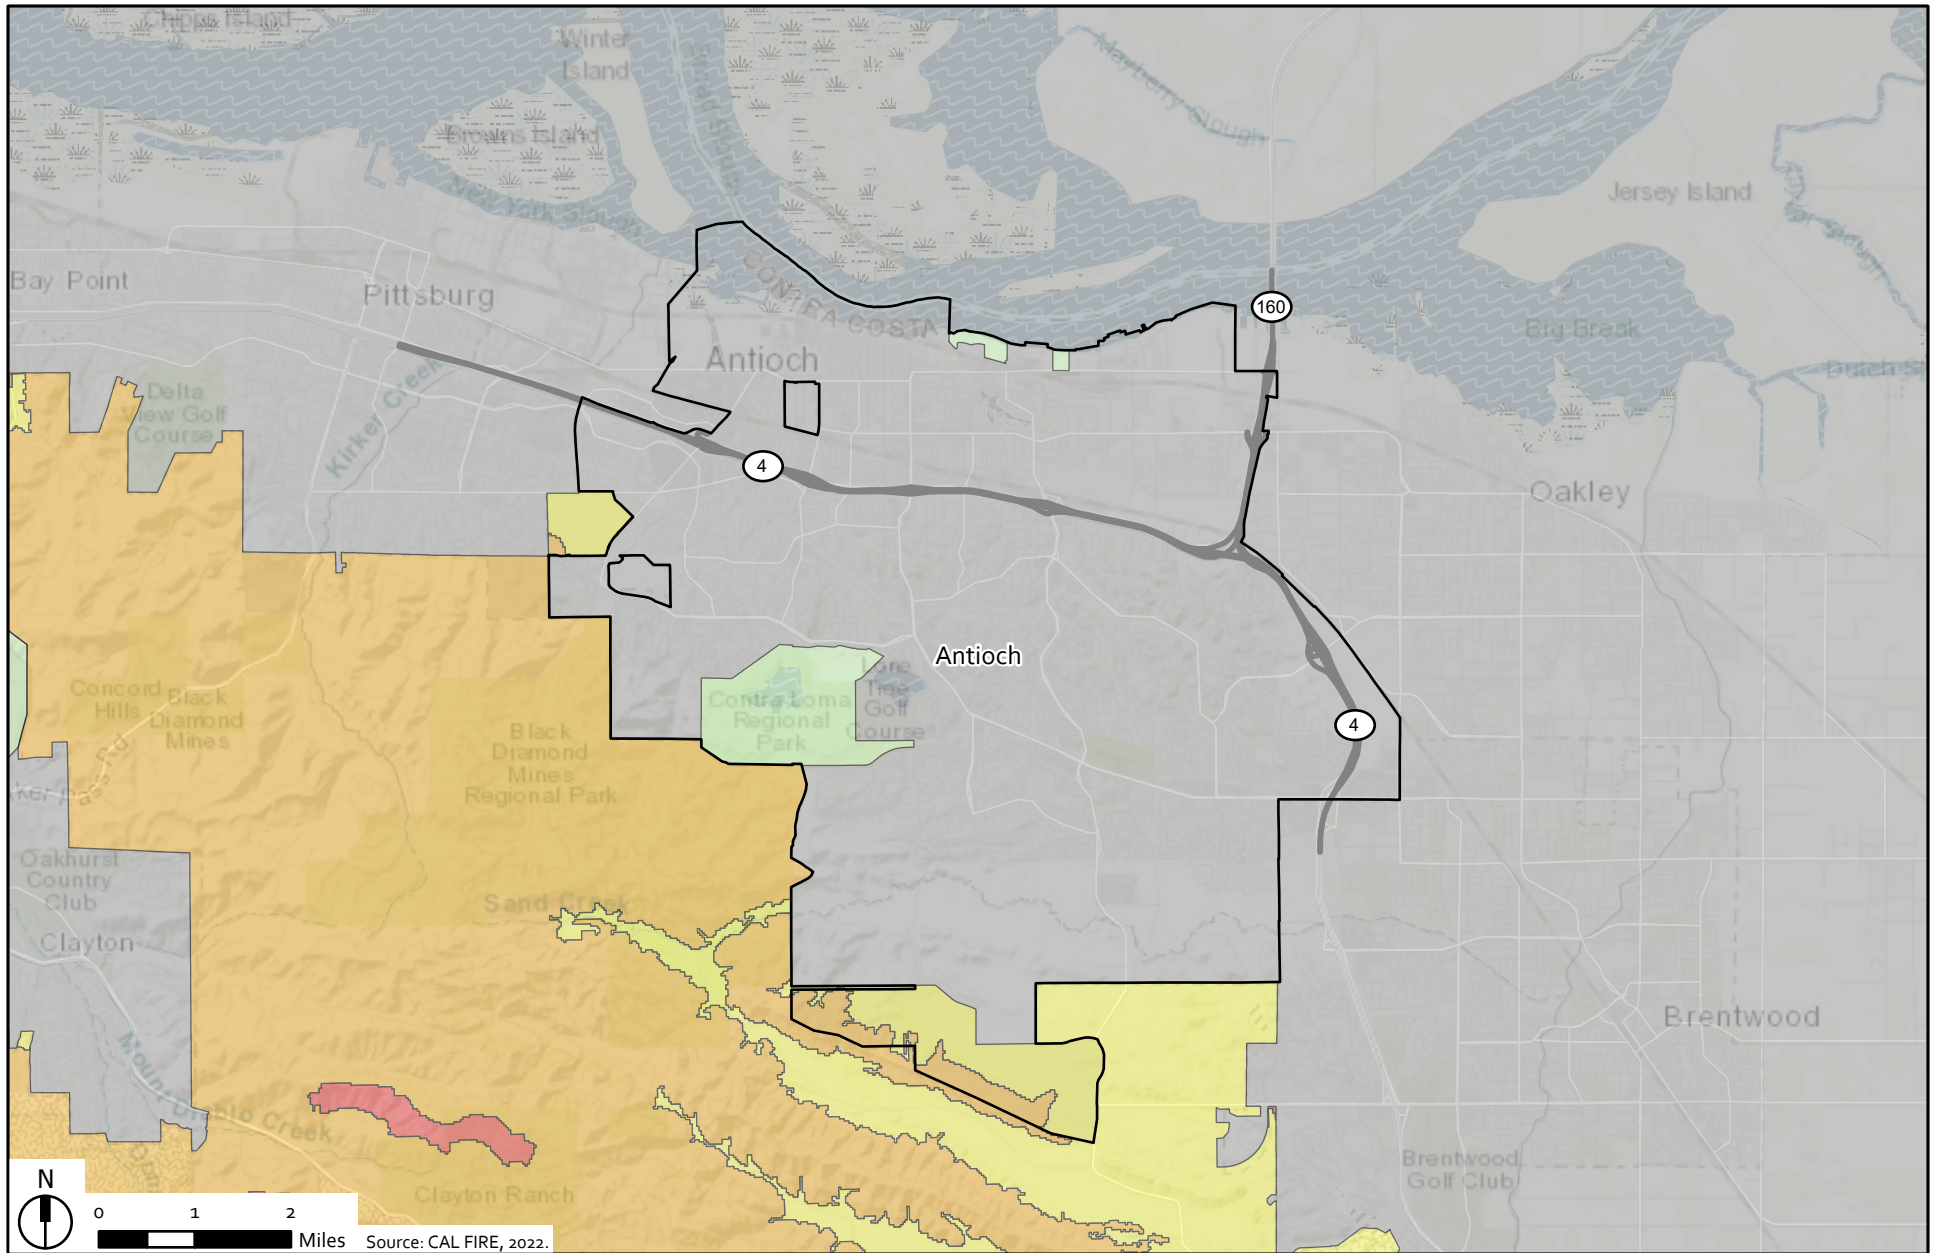 Chipps Island
Winter
Island
Mayberry Slough
Browns Island
New York Slough
Jersey Island
Bay Point
Pittsburg
CONTRA COSTA
160
Big Break
Antioch
Dutch Sl
Delta
View Golf
Course
Kirker Creek
4
Oakley
Antioch
Concord
Hills
Black
Diamond
Mines
Black
Diamond
Mines
Regional Park
Contra Loma
Regional
Park
Lone
Tree
Golf
Course
4
ker Pass Rd
Oakhurst
Country
Club
Sand Creek
Clayton
Brentwood
Mount Diablo Creek
Clayton Ranch
Brentwood
Golf Club
N
0 1 2
Miles
Source: CAL FIRE, 2022.